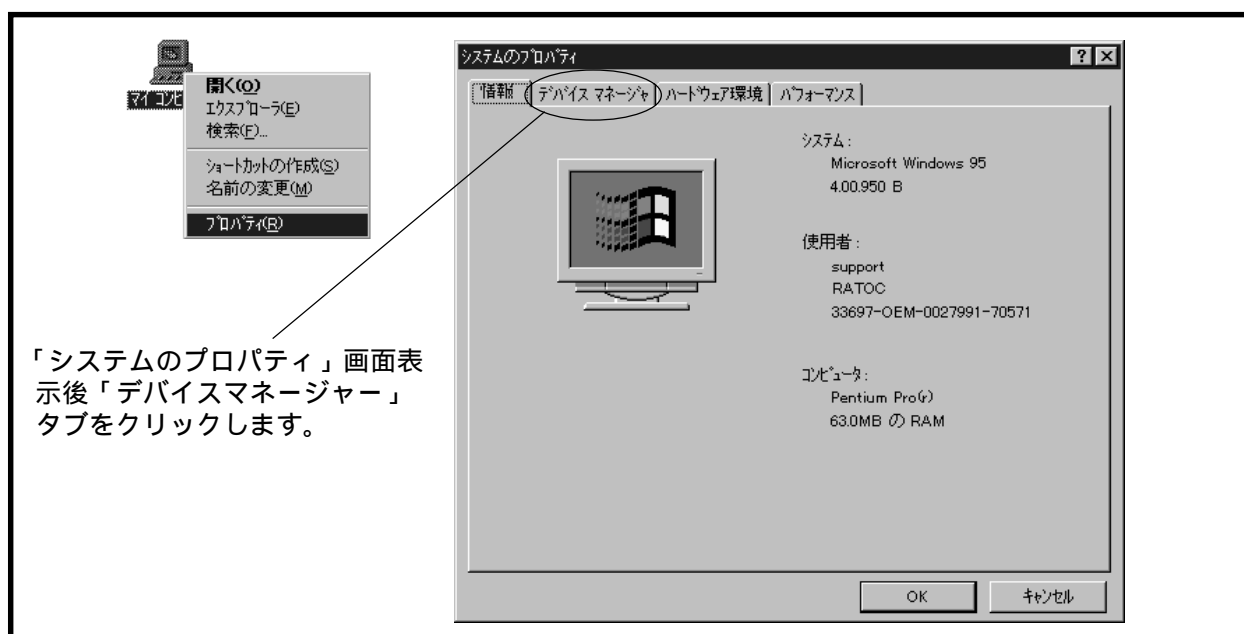 マイ コンピ
開く(O)
エクスプローラ(E)
検索(F)...
ショートカットの作成(S)
名前の変更(M)
プロパティ(R)
「システムのプロパティ」画面表
示後「デバイスマネージャー」
タブをクリックします。
システムのプロパティ
情報 デバイス マネージャ ハードウェア環境 パフォーマンス
システム:
Microsoft Windows 95
4.00.950 B
使用者:
support
RATOC
33697-OEM-0027991-70571
コンピュータ:
Pentium Pro(r)
63.0MB の RAM
OK キャンセル